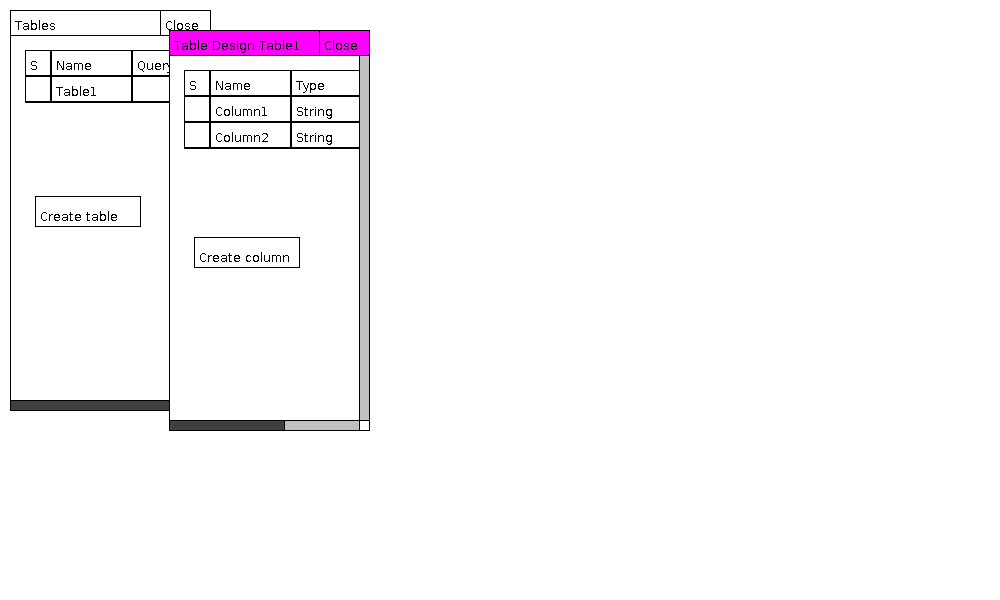 Tables Close
S Name Query
Table1
Create table
Table Design Table1 Close
S Name Type
Column1 String
Column2 String
Create column